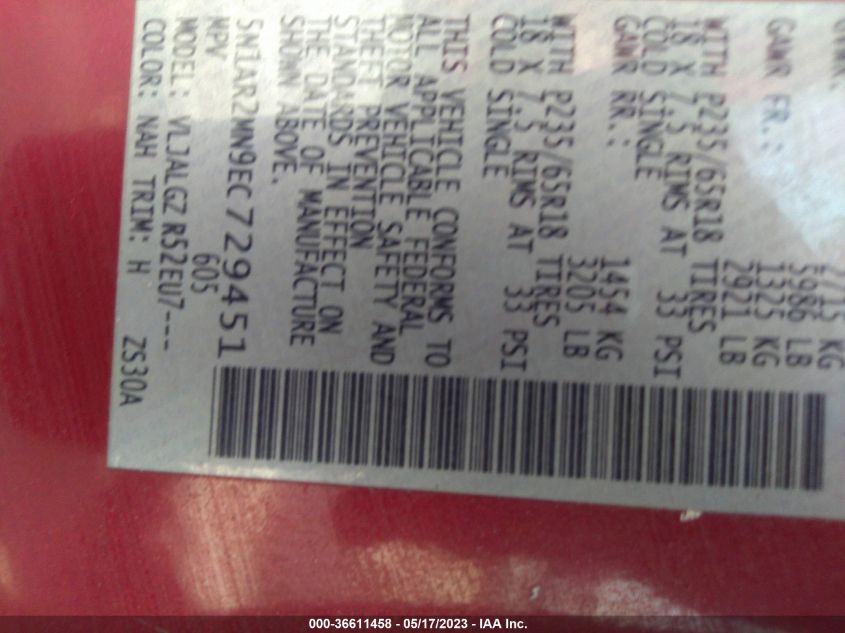 GVWR:
2715 KG
5986 LB
GAWR FR.: 1325 KG
2921 LB
WITH P235/65R18 TIRES
18 X 7.5 RIMS AT 33 PSI
COLD SINGLE
GAWR RR.: 1454 KG
3205 LB
WITH P235/65R18 TIRES
18 X 7.5 RIMS AT 33 PSI
COLD SINGLE
THIS VEHICLE CONFORMS TO
ALL APPLICABLE FEDERAL
MOTOR VEHICLE SAFETY AND
THEFT PREVENTION
STANDARDS IN EFFECT ON
THE DATE OF MANUFACTURE
SHOWN ABOVE.
5N1AR2MN9EC729451
MPV 605
MODEL: VLJALGZ R52EU7---
COLOR: NAH TRIM: H ZS30A
000-36611458 - 05/17/2023 - IAA Inc.